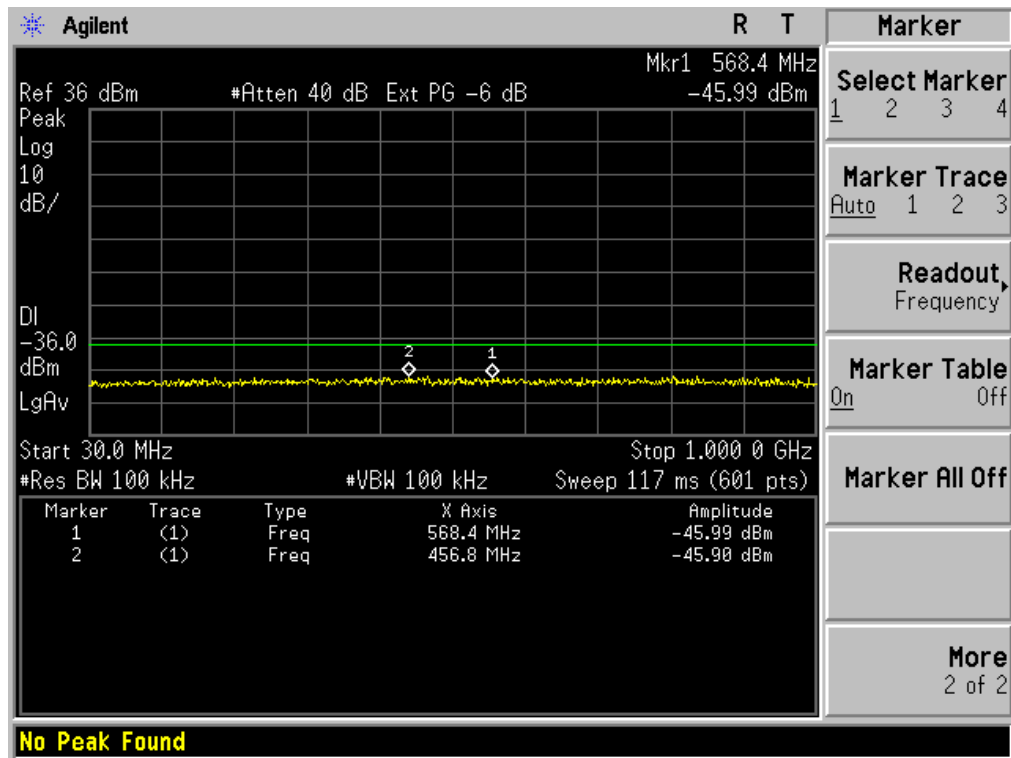 Agilent R T
Mkr1 568.4 MHz
Ref 36 dBm #Atten 40 dB Ext PG -6 dB -45.99 dBm
Peak
Log
10
dB/
DI
-36.0
dBm
LgAv
2 1
Start 30.0 MHz Stop 1.000 0 GHz
#Res BW 100 kHz #VBW 100 kHz Sweep 117 ms (601 pts)
Marker Trace Type X Axis Amplitude
1 (1) Freq 568.4 MHz -45.99 dBm
2 (1) Freq 456.8 MHz -45.90 dBm
No Peak Found
Marker
Select Marker
1 2 3 4
Marker Trace
Auto 1 2 3
Readout
Frequency
Marker Table
On Off
Marker All Off
More
2 of 2